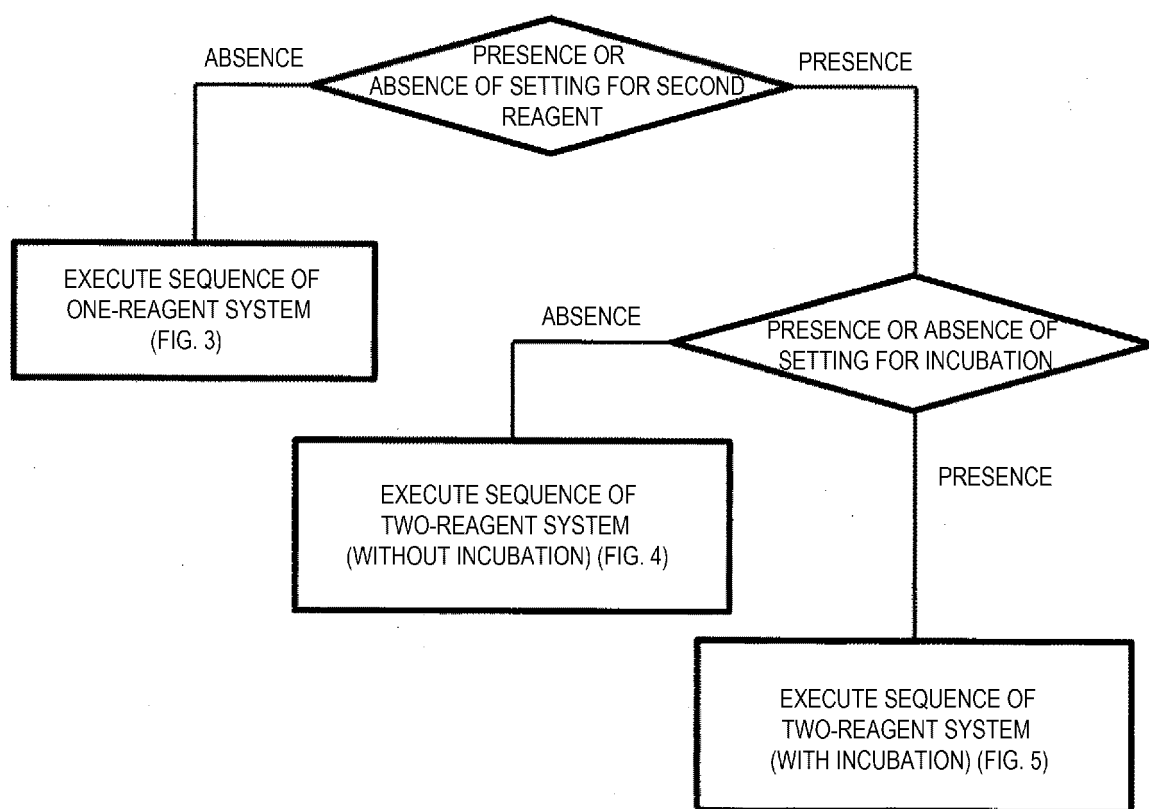 PRESENCE OR
ABSENCE OF SETTING FOR SECOND
REAGENT
ABSENCE
PRESENCE
EXECUTE SEQUENCE OF
ONE-REAGENT SYSTEM
(FIG. 3)
PRESENCE OR ABSENCE OF
SETTING FOR INCUBATION
ABSENCE
PRESENCE
EXECUTE SEQUENCE OF
TWO-REAGENT SYSTEM
(WITHOUT INCUBATION) (FIG. 4)
EXECUTE SEQUENCE OF
TWO-REAGENT SYSTEM
(WITH INCUBATION) (FIG. 5)